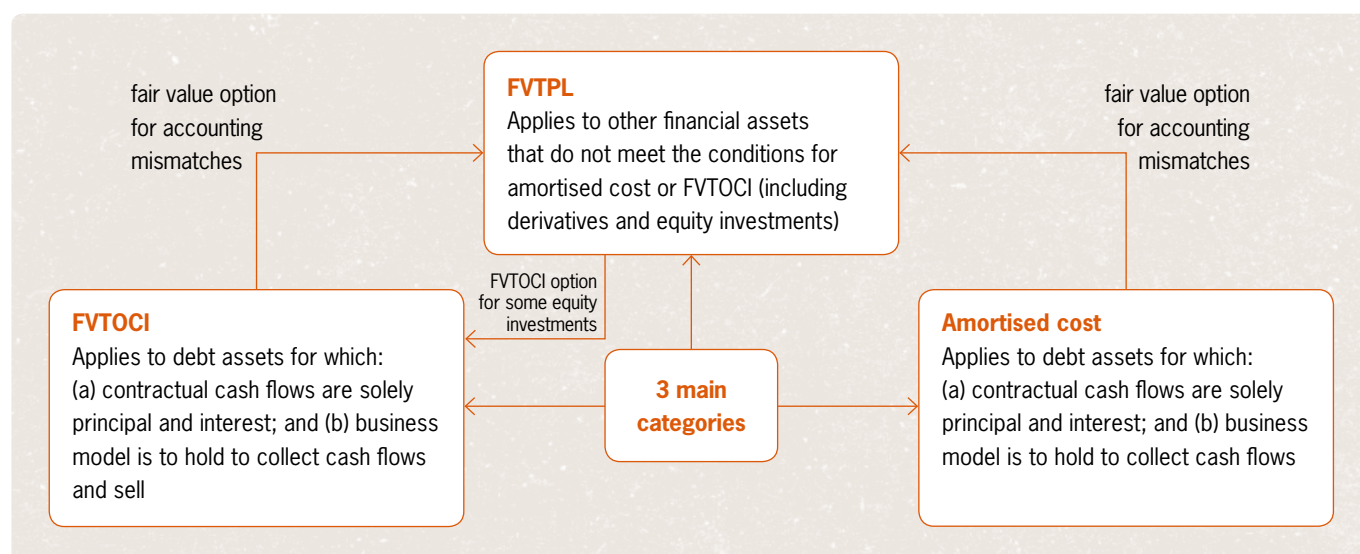 fair value option
for accounting
mismatches
FVTPL
Applies to other financial assets
that do not meet the conditions for
amortised cost or FVTOCI (including
derivatives and equity investments)
fair value option
for accounting
mismatches
FVTOCI option
for some equity
investments
FVTOCI
Applies to debt assets for which:
(a) contractual cash flows are solely
principal and interest; and (b) business
model is to hold to collect cash flows
and sell
3 main
categories
Amortised cost
Applies to debt assets for which:
(a) contractual cash flows are solely
principal and interest; and (b) business
model is to hold to collect cash flows